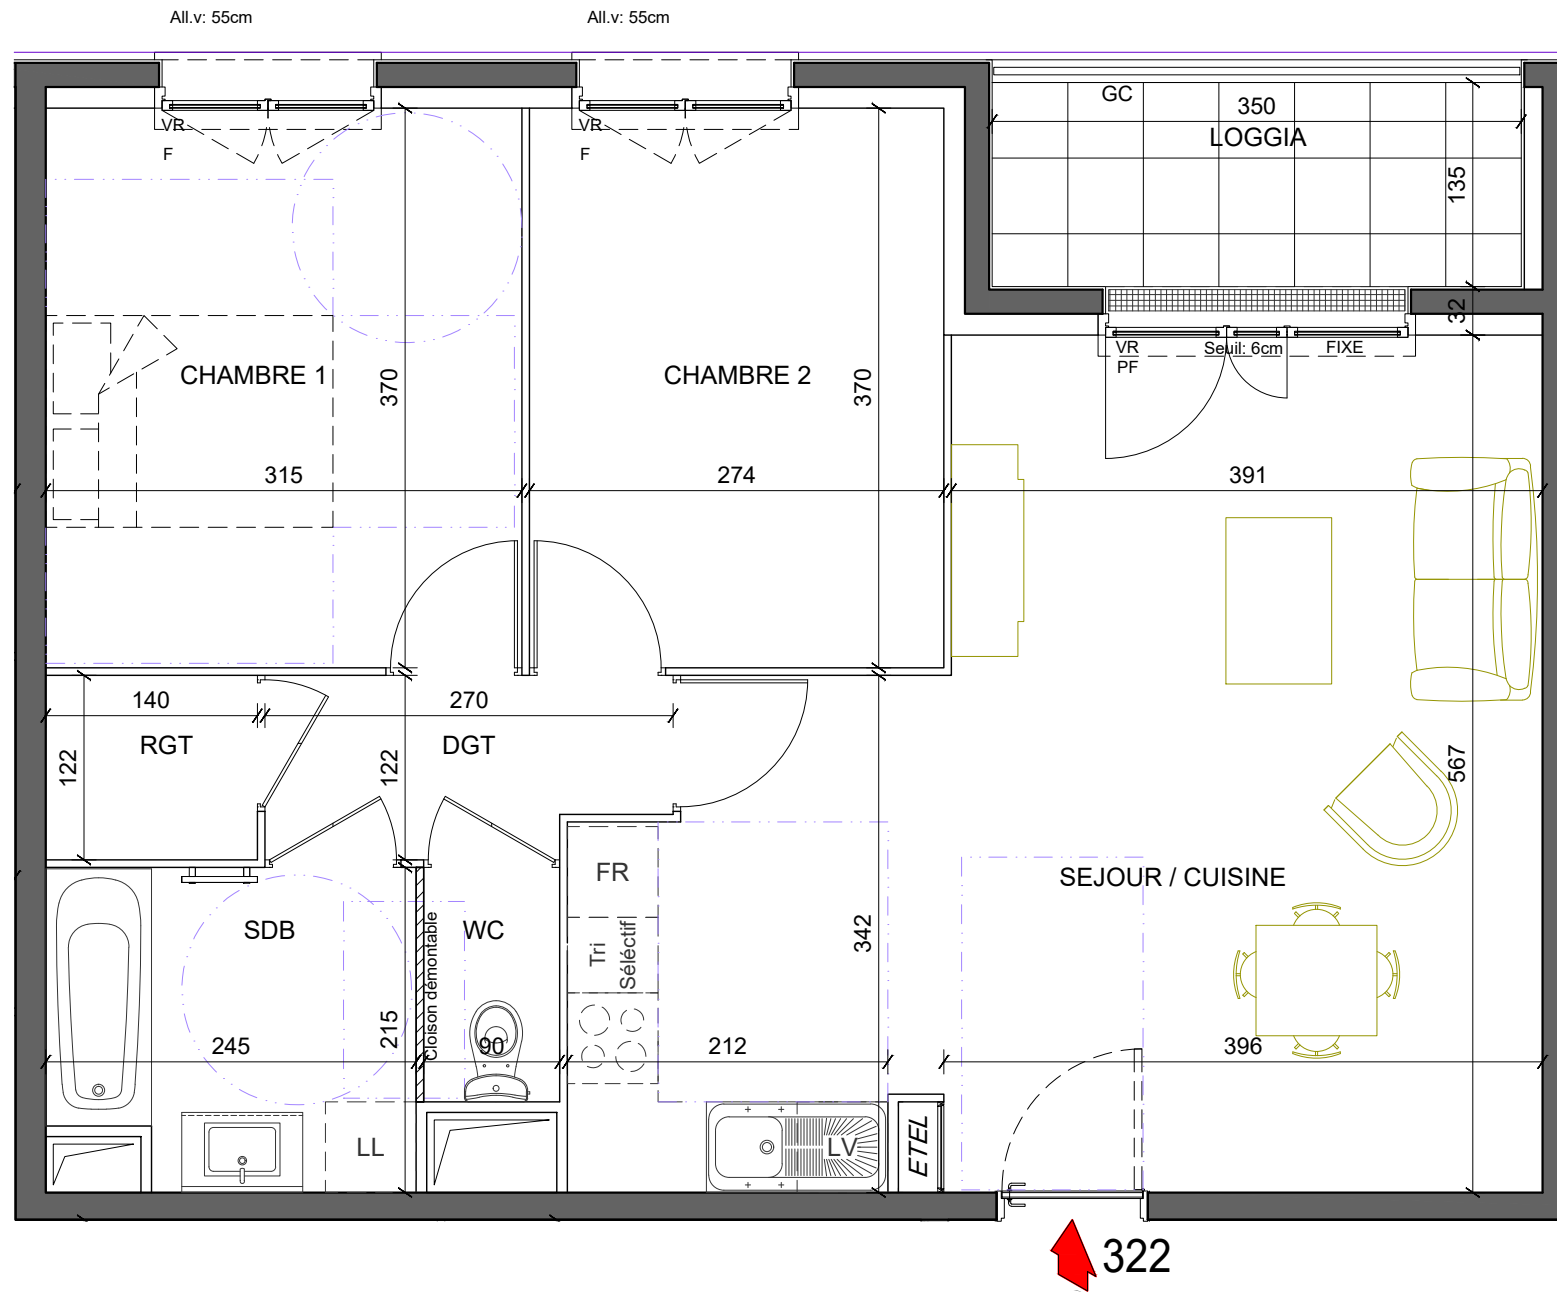 All.v: 55cm
All.v: 55cm
VR
F
VR
F
GC
350
LOGGIA
135
32
VR
PF
Seuil: 6cm
FIXE
CHAMBRE 1
370
CHAMBRE 2
370
315
274
391
140
270
RGT
DGT
122
122
567
FR
SEJOUR / CUISINE
SDB
Cloison démontable
WC
Tri
Séléctif
342
245
215
90
212
396
LL
LV
ETEL
322